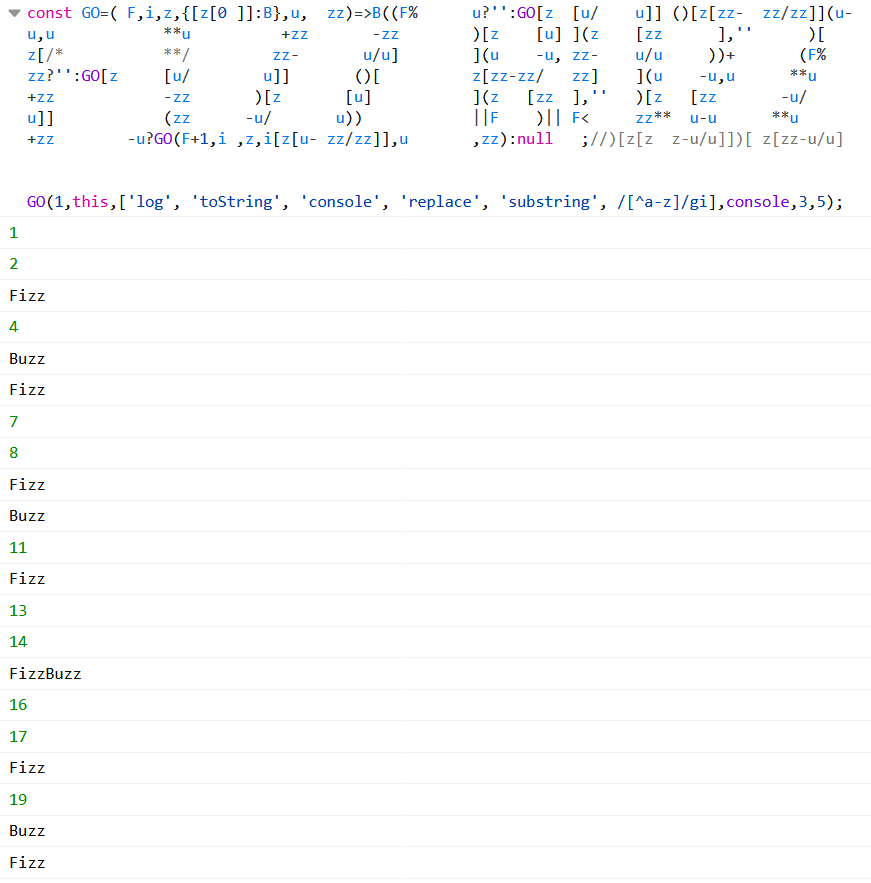 const GO=( F,i,z,{[z[0 ]]:B},u,  zz)=>B((F%      u?'':GO[z  [u/    u]] ()[z[zz-  zz/zz]](u-
u,u            **u       +zz       -zz        )[z      [u] ](z    [zz      ],''      )[
z[/*           **/         zz-       u/u]        ](u    -u, zz-    u/u     ))+       (F%
zz?'':GO[z     [u/        u]]       ()[          z[zz-zz/   zz]    ](u    -u,u      **u
+zz            -zz       )[z       [u]           ](z   [zz  ],''   )[z   [zz       -u/
u]]            (zz      -u/       u))            ||F    )|| F<     zz**  u-u      **u
+zz        -u?GO(F+1,i ,z,i[z[u- zz/zz]],u       ,zz):null   ;//)[z[z  z-u/u]])[ z[zz-u/u]
GO(1,this,['log', 'toString', 'console', 'replace', 'substring', /[^a-z]/gi],console,3,5);
1
2
Fizz
4
Buzz
Fizz
7
8
Fizz
Buzz
11
Fizz
13
14
FizzBuzz
16
17
Fizz
19
Buzz
Fizz